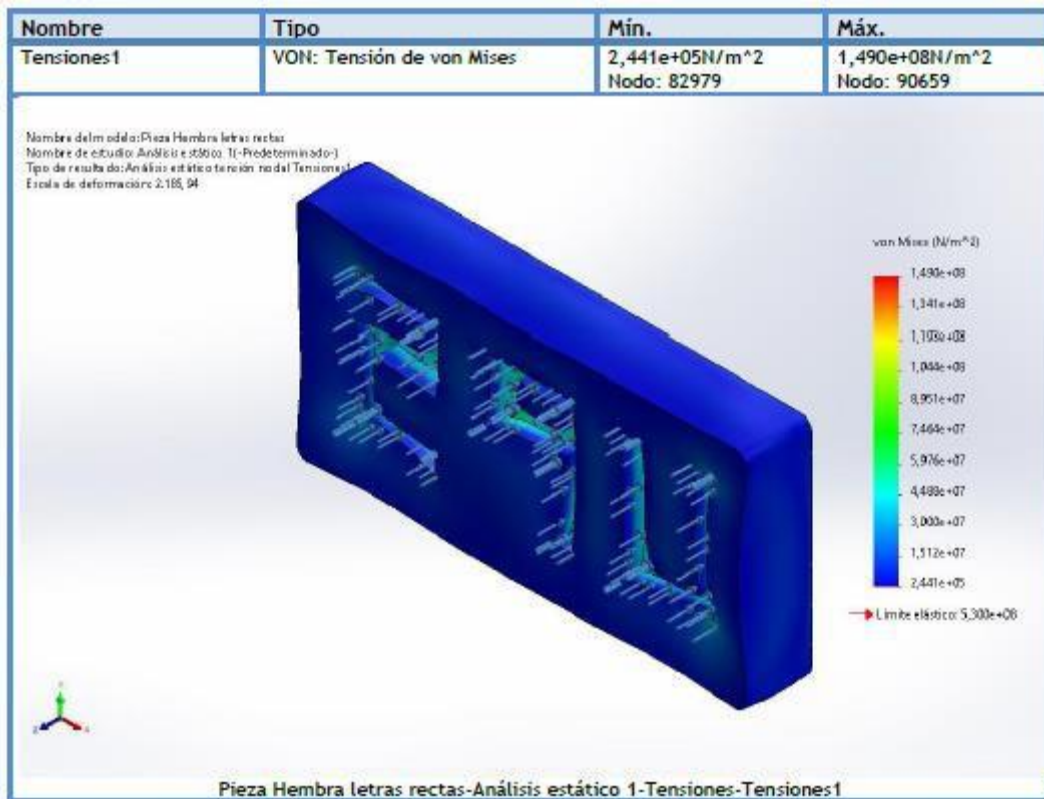 Nombre Tipo Mín. Máx.
Tensiones1 VON: Tensión de von Mises 2,441e+05N/m^2 1,490e+08N/m^2
Nodo: 82979 Nodo: 90659
Nombre del modelo: Pieza Hembra letras rectas
Nombre de estudio: Análisis estático 1(-Predeterminado-)
Tipo de resultado: Análisis estático tensión nodal Tensiones1
Escala de deformación: 2.185,94
von Mises (N/m^2)
1,490e+08
1,341e+08
1,193e+08
1,044e+08
8,951e+07
7,464e+07
5,976e+07
4,488e+07
3,000e+07
1,512e+07
2,441e+05
Límite elástico: 5,300e+08
Pieza Hembra letras rectas-Análisis estático 1-Tensiones-Tensiones1